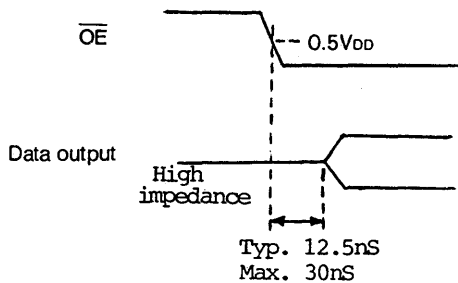 OE
0.5VDD
Data output
High
impedance
Typ. 12.5nS
Max. 30nS